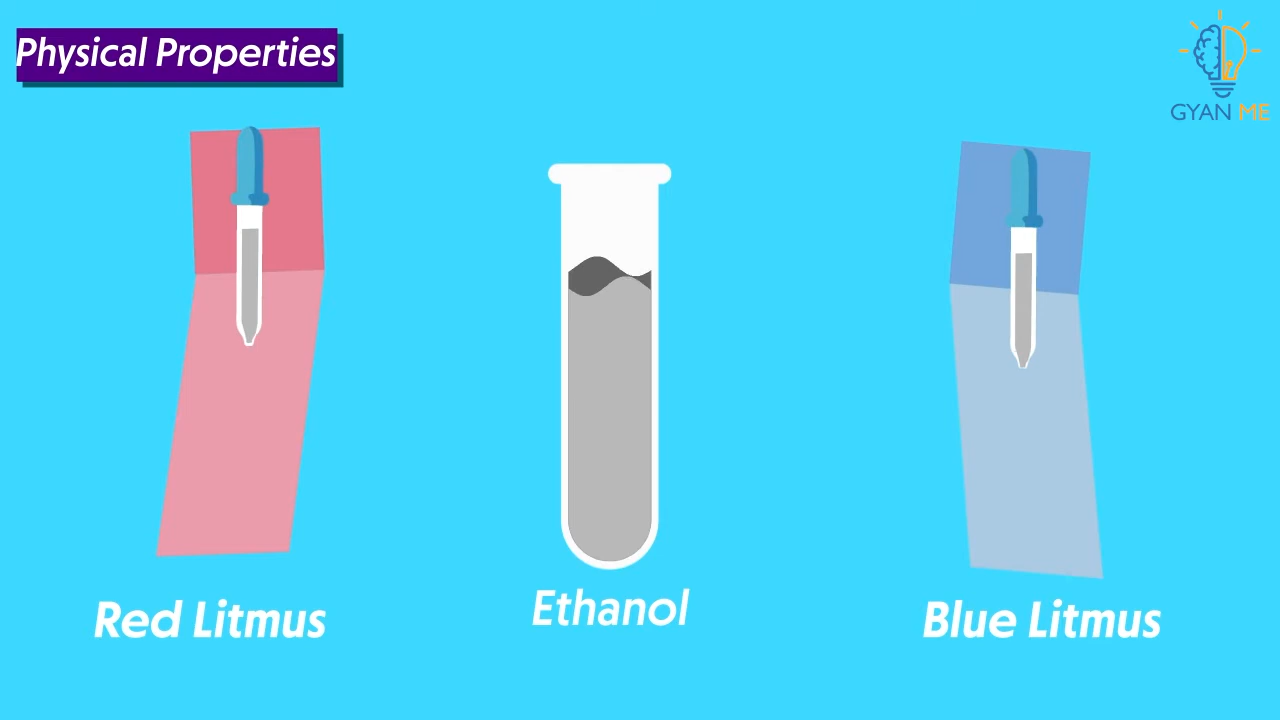 Physical Properties
GYAN ME
Red Litmus
Ethanol
Blue Litmus